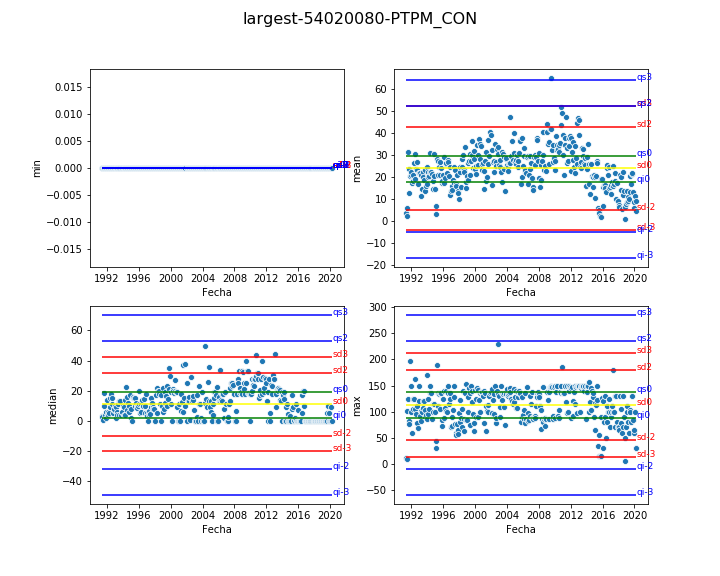 largest-54020080-PTPM_CON
0.015
0.010
0.005
0.000
−0.005
−0.010
−0.015
min
1992 1996 2000 2004 2008 2012 2016 2020
Fecha
60
50
40
30
20
10
0
−10
−20
mean
qs3
sd2
qs0
sd0
qi0
sd-2
sd-3
qi-3
1992 1996 2000 2004 2008 2012 2016 2020
Fecha
60
40
20
0
−20
−40
median
qs3
qs2
sd3
sd2
qs0
sd0
qi0
sd-2
sd-3
qi-2
qi-3
1992 1996 2000 2004 2008 2012 2016 2020
Fecha
300
250
200
150
100
50
0
−50
max
qs3
qs2
sd3
sd2
qs0
sd0
qi0
sd-2
sd-3
qi-2
qi-3
1992 1996 2000 2004 2008 2012 2016 2020
Fecha